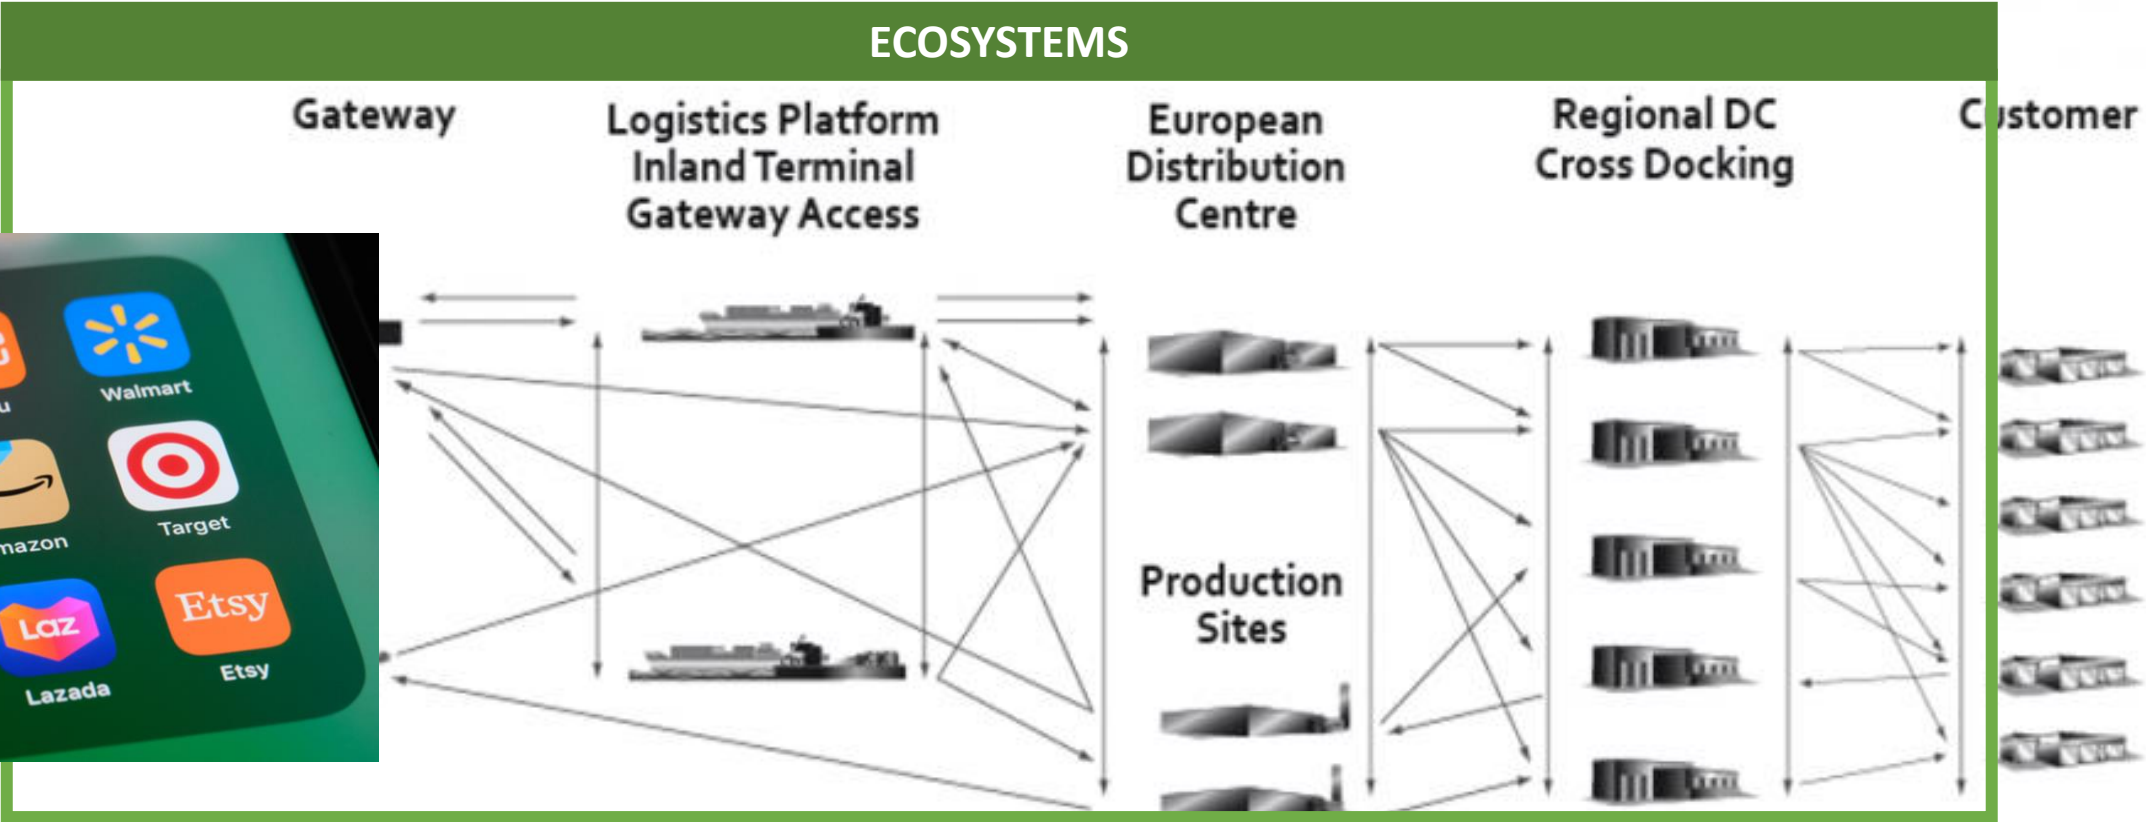 ECOSYSTEMS
Gateway
Logistics Platform
Inland Terminal
Gateway Access
European
Distribution
Centre
Regional DC
Cross Docking
Customer
Walmart
Target
mazon
Laz
Lazada
Etsy
Etsy
Production
Sites